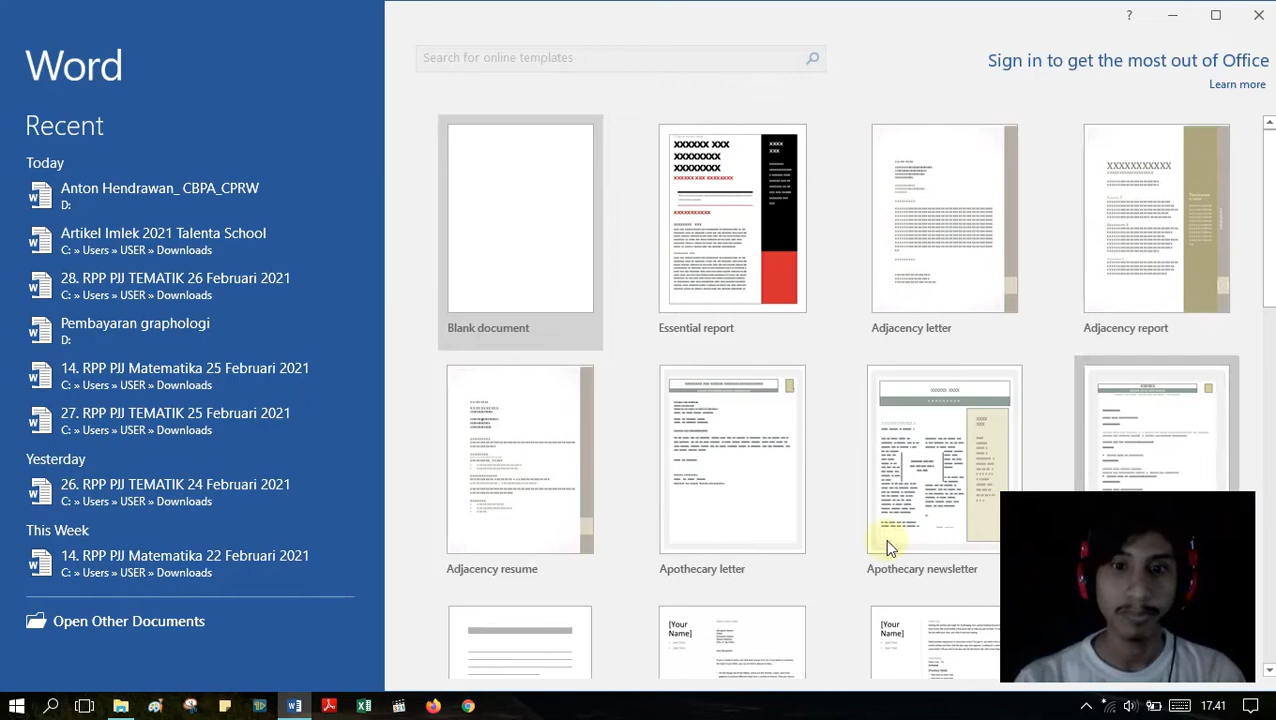 Word
Search for online templates
Sign in to get the most out of Office
Learn more
Recent
Today
Hendrawan_ CBTA_CPRW
D:
Artikel Imlek 2021 Talenta School
C: » Users » USER » Downloads
28. RPP PJJ TEMATIK 26 Februari 2021
C: » Users » USER » Downloads
Pembayaran graphologi
D:
14. RPP PJJ Matematika 25 Februari 2021
C: » Users » USER » Downloads
27. RPP PJJ TEMATIK 25 Februari 2021
C: » Users » USER » Downloads
Yesterday
26. RPP PJJ TEMATIK 24 Februari 2021
C: » Users » USER » Downloads
This Week
14. RPP PJJ Matematika 22 Februari 2021
C: » Users » USER » Downloads
Open Other Documents
Blank document
Essential report
Adjacency letter
Adjacency report
Adjacency resume
Apothecary letter
Apothecary newsletter
[Your
Name]
[Your
Name]
17.41